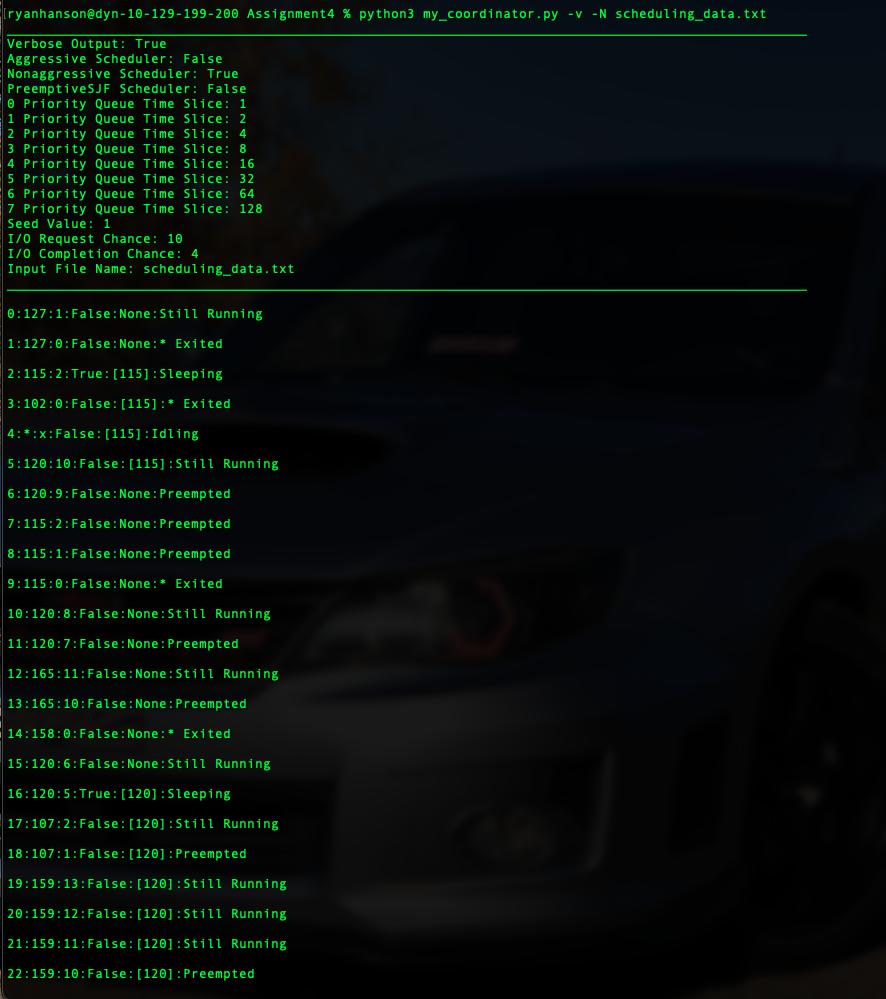 ryanhanson@dyn-10-129-199-200 Assignment4 % python3 my_coordinator.py -v -N scheduling_data.txt
Verbose Output: True
Aggressive Scheduler: False
Nonaggressive Scheduler: True
PreemptiveSJF Scheduler: False
0 Priority Queue Time Slice: 1
1 Priority Queue Time Slice: 2
2 Priority Queue Time Slice: 4
3 Priority Queue Time Slice: 8
4 Priority Queue Time Slice: 16
5 Priority Queue Time Slice: 32
6 Priority Queue Time Slice: 64
7 Priority Queue Time Slice: 128
Seed Value: 1
I/O Request Chance: 10
I/O Completion Chance: 4
Input File Name: scheduling_data.txt
0:127:1:False:None:Still Running
1:127:0:False:None:* Exited
2:115:2:True:[115]:Sleeping
3:102:0:False:[115]:* Exited
4:*:x:False:[115]:Idling
5:120:10:False:[115]:Still Running
6:120:9:False:None:Preempted
7:115:2:False:None:Preempted
8:115:1:False:None:Preempted
9:115:0:False:None:* Exited
10:120:8:False:None:Still Running
11:120:7:False:None:Preempted
12:165:11:False:None:Still Running
13:165:10:False:None:Preempted
14:158:0:False:None:* Exited
15:120:6:False:None:Still Running
16:120:5:True:[120]:Sleeping
17:107:2:False:[120]:Still Running
18:107:1:False:[120]:Preempted
19:159:13:False:[120]:Still Running
20:159:12:False:[120]:Still Running
21:159:11:False:[120]:Still Running
22:159:10:False:[120]:Preempted